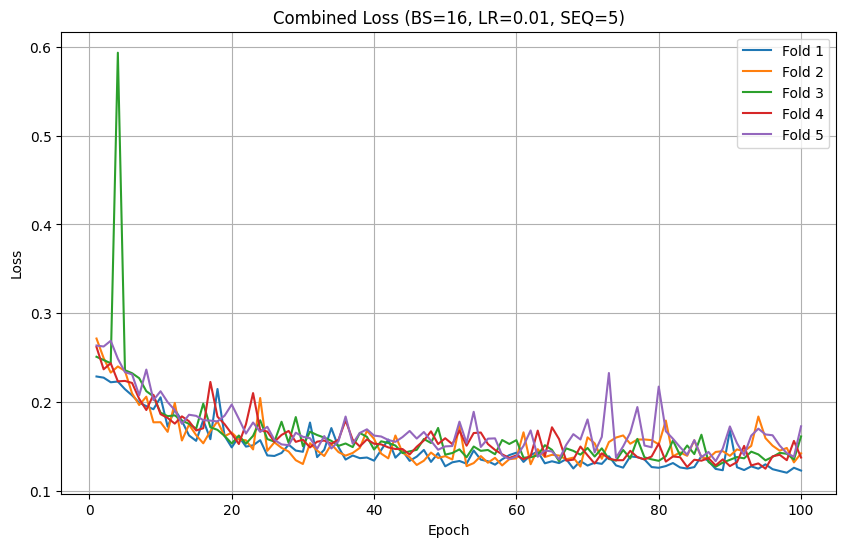 Combined Loss (BS=16, LR=0.01, SEQ=5)
Loss
0.6
0.5
0.4
0.3
0.2
0.1
0
20
40
60
80
100
Epoch
Fold 1
Fold 2
Fold 3
Fold 4
Fold 5